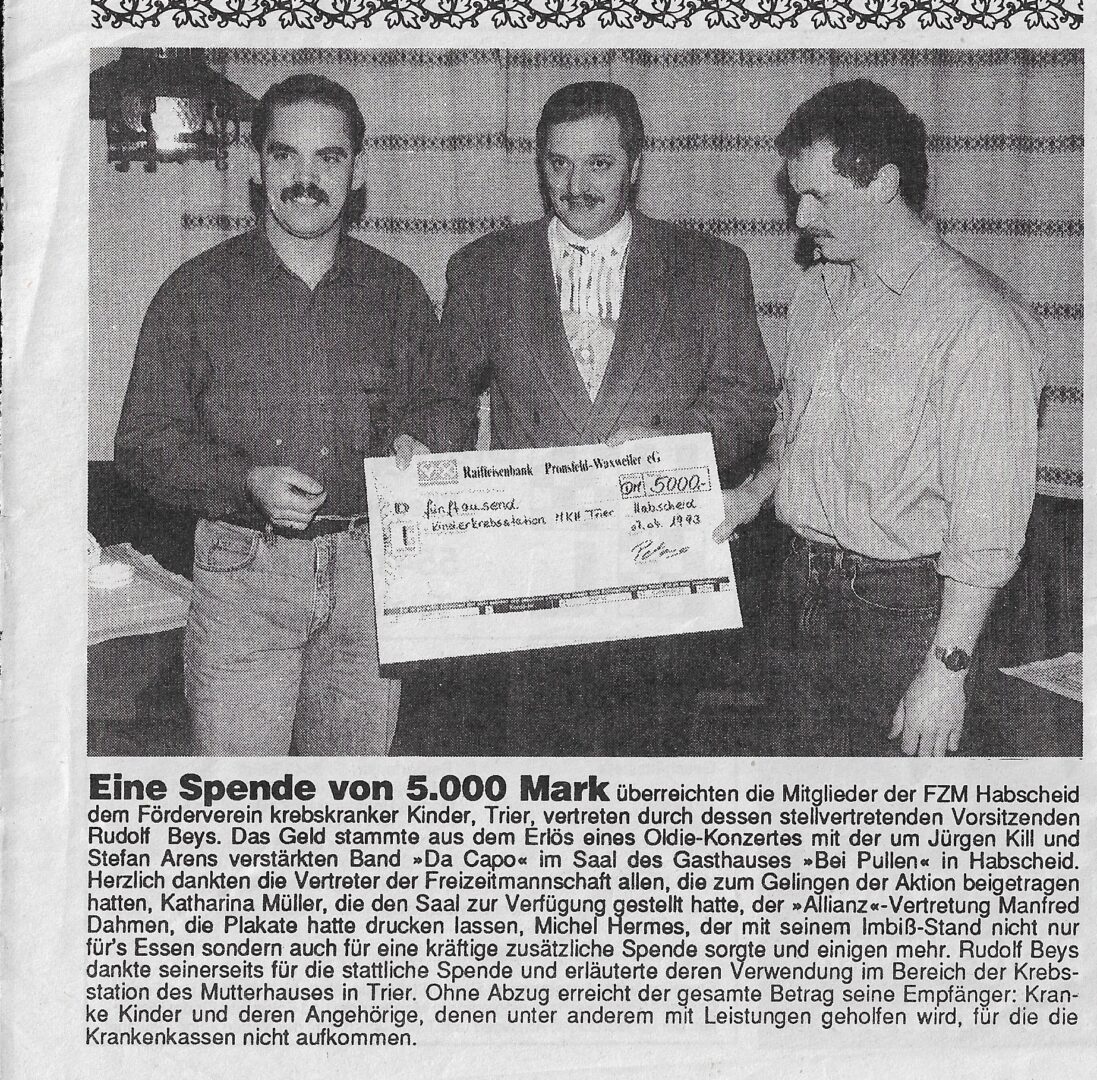 Raiffeisenbank Pronsfeld-Waxweiler eG
DM 5000,-
fünftausend
Kinderkrebsstation MKH Trier
Habscheid
07.04.1993
Eine Spende von 5.000 Mark überreichten die Mitglieder der FZM Habscheid
dem Förderverein krebskranker Kinder, Trier, vertreten durch dessen stellvertretenden Vorsitzenden
Rudolf Beys. Das Geld stammte aus dem Erlös eines Oldie-Konzertes mit der um Jürgen Kill und
Stefan Arens verstärkten Band »Da Capo« im Saal des Gasthauses »Bei Pullen« in Habscheid.
Herzlich dankten die Vertreter der Freizeitmannschaft allen, die zum Gelingen der Aktion beigetragen
hatten, Katharina Müller, die den Saal zur Verfügung gestellt hatte, der »Allianz«-Vertretung Manfred
Dahmen, die Plakate hatte drucken lassen, Michel Hermes, der mit seinem Imbiß-Stand nicht nur
für's Essen sondern auch für eine kräftige zusätzliche Spende sorgte und einigen mehr. Rudolf Beys
dankte seinerseits für die stattliche Spende und erläuterte deren Verwendung im Bereich der Krebs-
station des Mutterhauses in Trier. Ohne Abzug erreicht der gesamte Betrag seine Empfänger: Kran-
ke Kinder und deren Angehörige, denen unter anderem mit Leistungen geholfen wird, für die die
Krankenkassen nicht aufkommen.